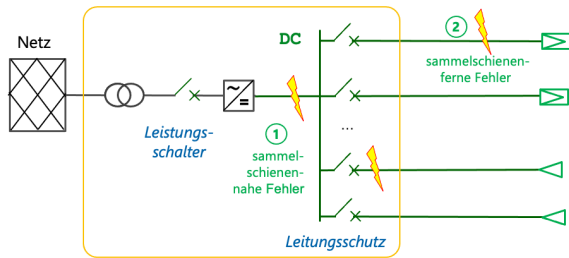 Netz
DC
2
sammelschienen-
ferne Fehler
1
sammel-
schienen-
nahe Fehler
Leistungs-
schalter
...
Leitungsschutz
~
=